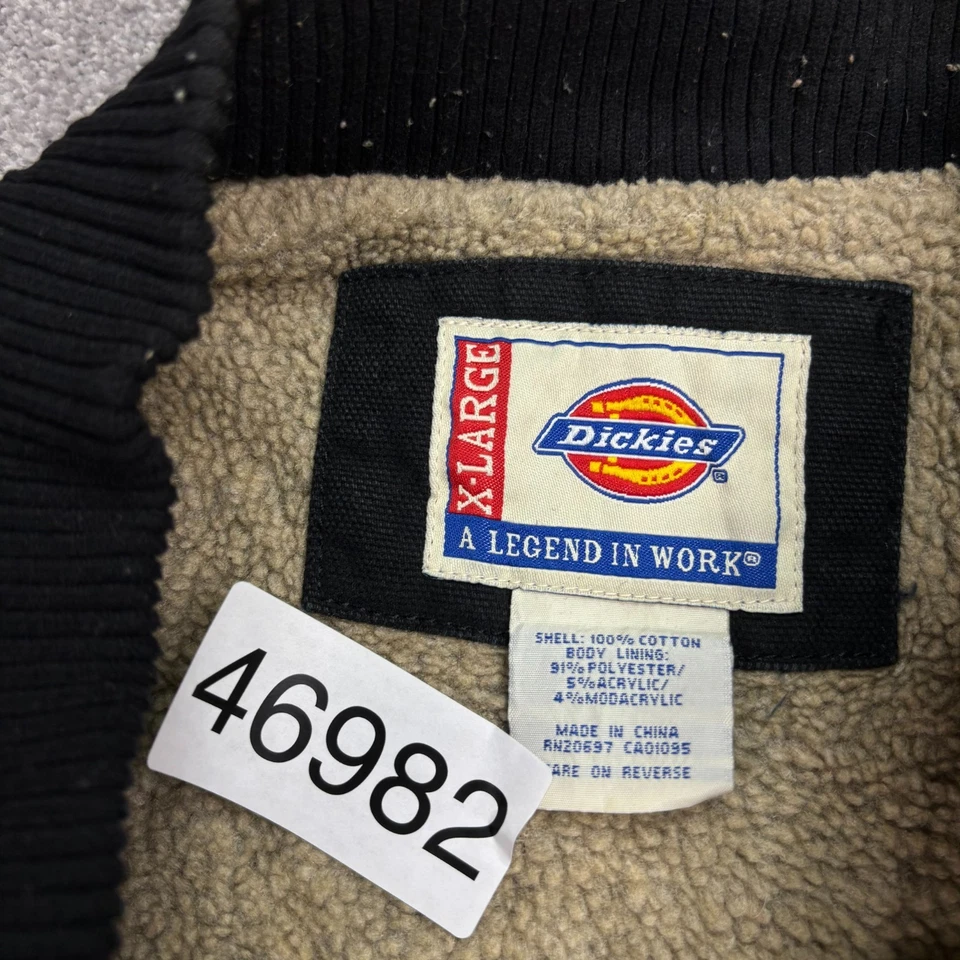 X-LARGE
Dickies
®
A LEGEND IN WORK®
SHELL: 100% COTTON
BODY LINING:
91% POLYESTER/
5% ACRYLIC/
4% MODACRYLIC
MADE IN CHINA
RN20697 CA01095
ARE ON REVERSE
46982